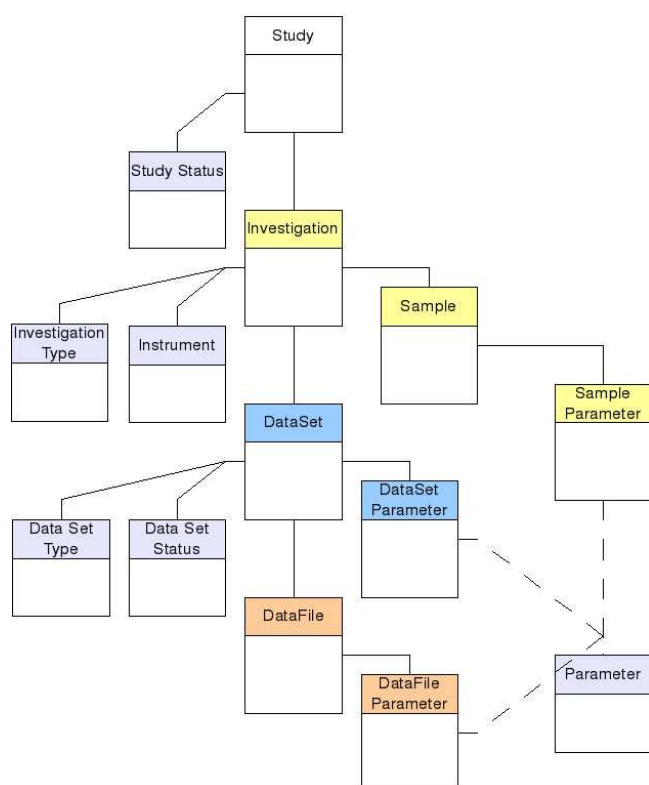 Study
Study Status
Investigation
Sample
Investigation
Type
Instrument
Sample
Parameter
DataSet
DataSet
Parameter
Data Set
Type
Data Set
Status
DataFile
DataFile
Parameter
Parameter